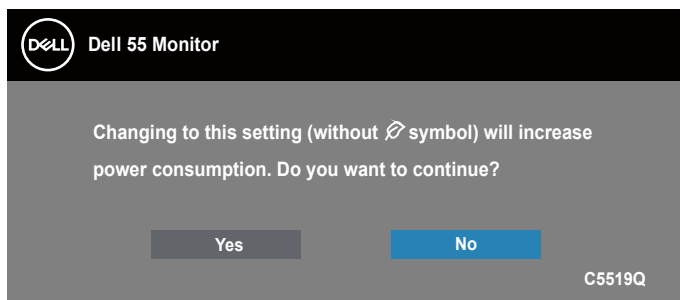 DELL Dell 55 Monitor
Changing to this setting (without symbol) will increase
power consumption. Do you want to continue?
Yes No
C5519Q